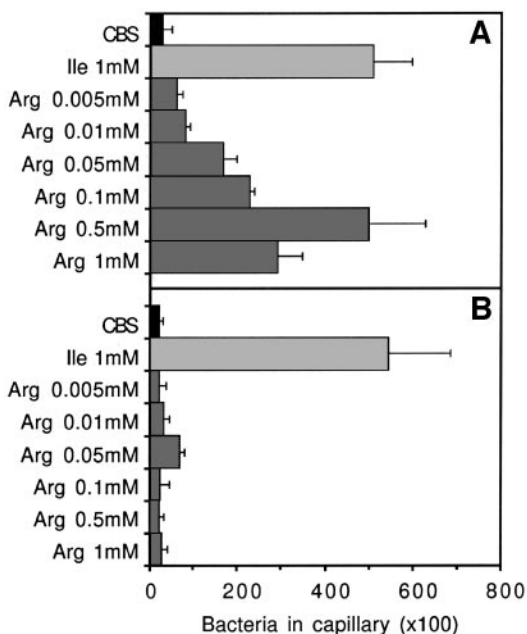 A
CBS
Ile 1mM
Arg 0.005mM
Arg 0.01mM
Arg 0.05mM
Arg 0.1mM
Arg 0.5mM
Arg 1mM
B
CBS
Ile 1mM
Arg 0.005mM
Arg 0.01mM
Arg 0.05mM
Arg 0.1mM
Arg 0.5mM
Arg 1mM
0 200 400 600 800
Bacteria in capillary (x100)